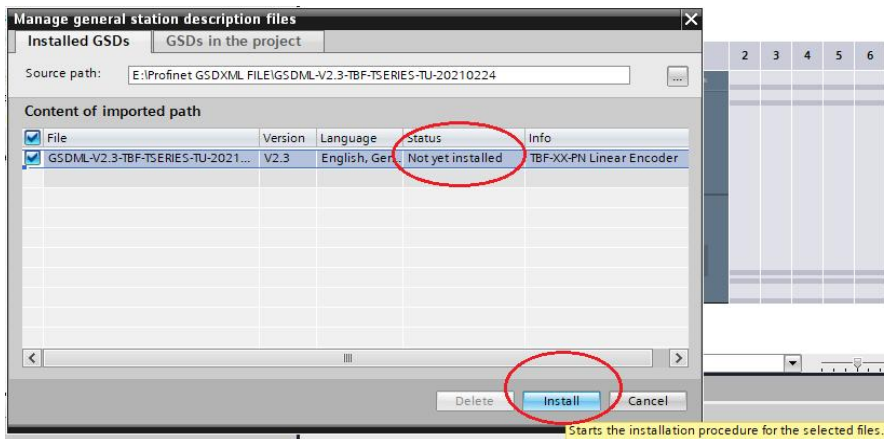 Manage general station description files
Installed GSDs GSDs in the project
Source path: E:\Profinet GSDXML FILE\GSDML-V2.3-TBF-TSERIES-TU-20210224 ...
2 3 4 5 6
Content of imported path
File Version Language Status Info
GSDML-V2.3-TBF-TSERIES-TU-2021... V2.3 English, Ger... Not yet installed TBF-XX-PN Linear Encoder
Delete Install Cancel
Starts the installation procedure for the selected files.